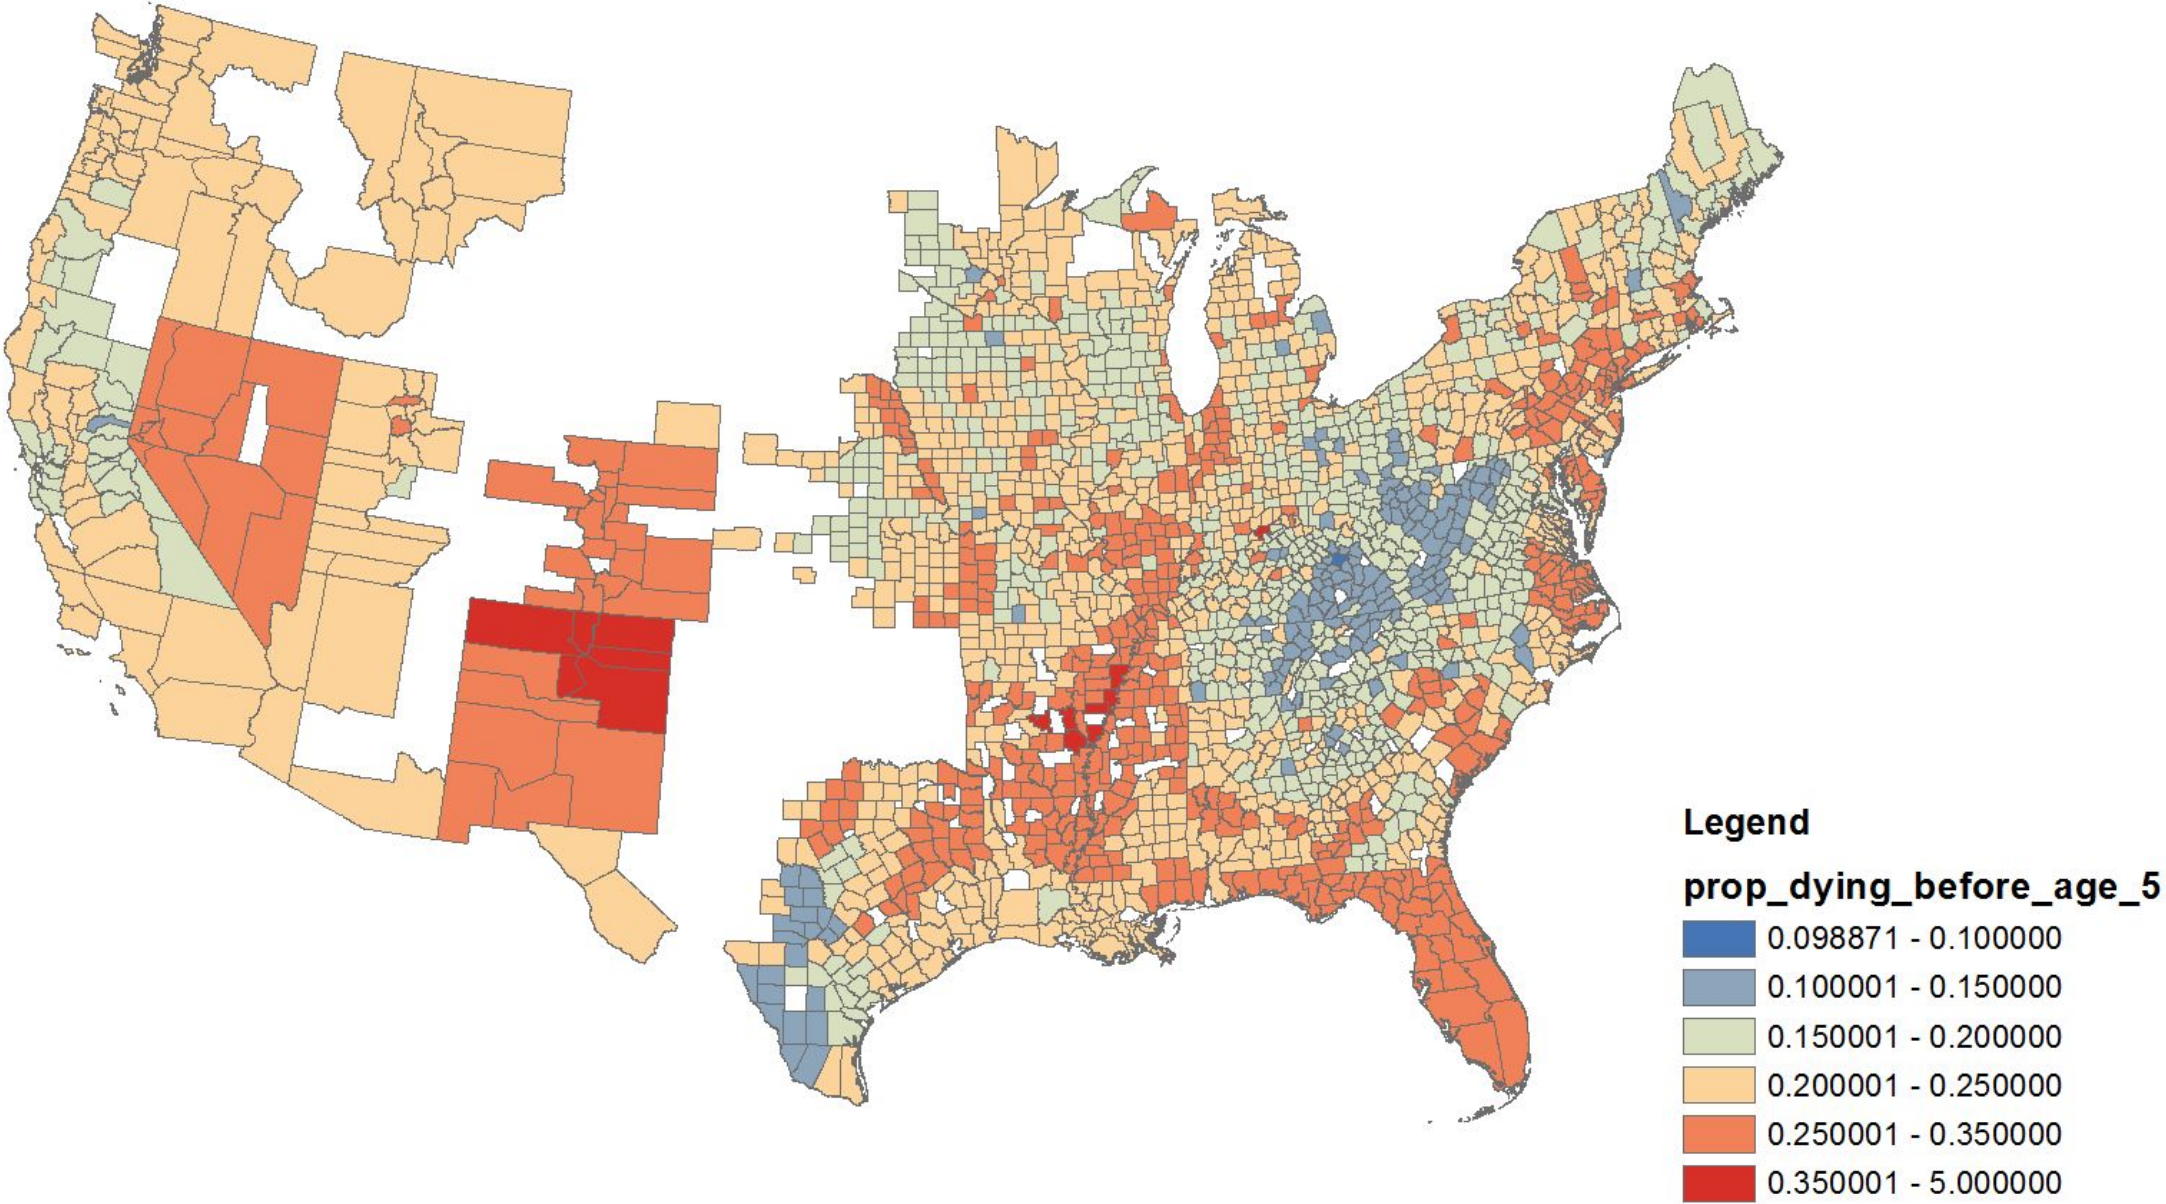 Legend
prop_dying_before_age_5
0.098871 - 0.100000
0.100001 - 0.150000
0.150001 - 0.200000
0.200001 - 0.250000
0.250001 - 0.350000
0.350001 - 5.000000